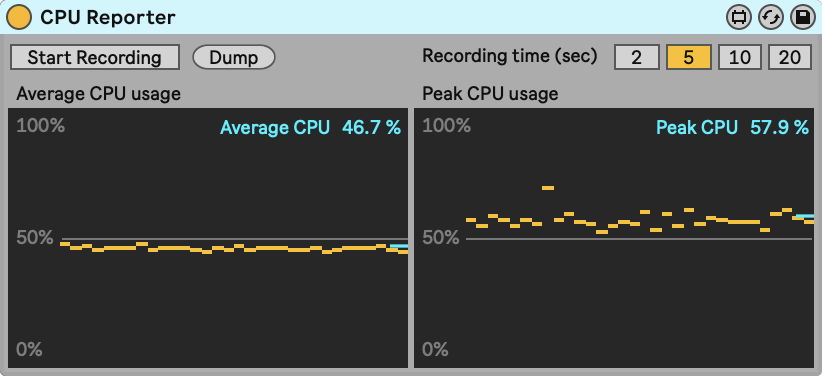 CPU Reporter
Start Recording Dump Recording time (sec) 2 5 10 20
Average CPU usage Peak CPU usage
100% Average CPU 46.7 % 100% Peak CPU 57.9 %
50% 50%
0% 0%